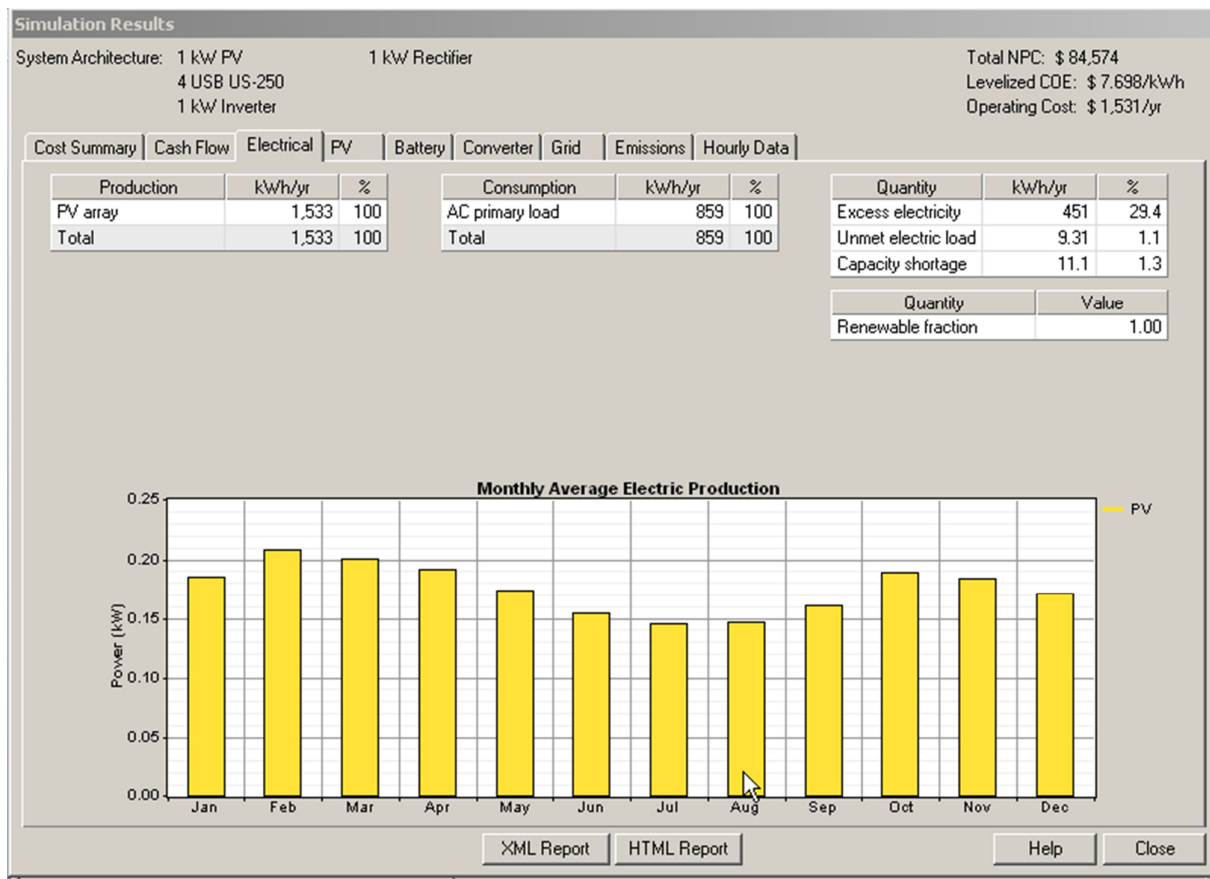 Simulation Results
System Architecture: 1 kW PV 1 kW Rectifier Total NPC: $ 84,574
4 USB US-250 Levelized COE: $ 7.698/kWh
1 kW Inverter Operating Cost: $ 1,531/yr
Cost Summary Cash Flow Electrical PV Battery Converter Grid Emissions Hourly Data
Production kWh/yr % Consumption kWh/yr % Quantity kWh/yr %
PV array 1,533 100 AC primary load 859 100 Excess electricity 451 29.4
Total 1,533 100 Total 859 100 Unmet electric load 9.31 1.1
Capacity shortage 11.1 1.3
Quantity Value
Renewable fraction 1.00
Monthly Average Electric Production
0.25
PV
0.20
0.15
Power (kW)
0.10
0.05
0.00
Jan Feb Mar Apr May Jun Jul Aug Sep Oct Nov Dec
XML Report HTML Report Help Close